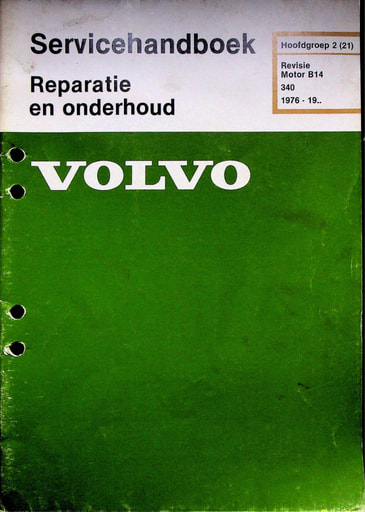 Servicehandboek
Reparatie
en onderhoud
Hoofdgroep 2 (21)
Revisie
Motor B14
340
1976 - 19..
VOLVO